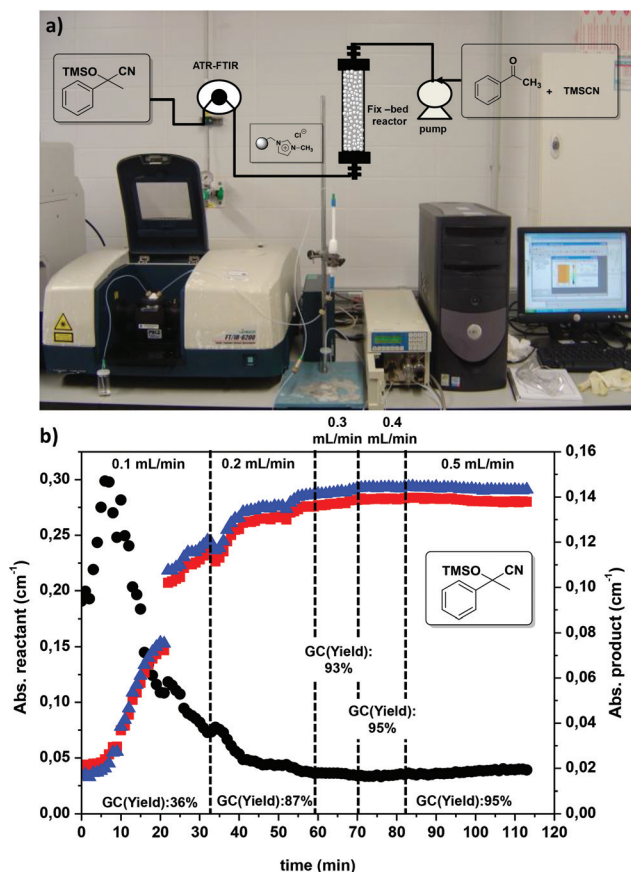 a)
TMSO CN
ATR-FTIR
Fix –bed
reactor
pump
O
CH3
+ TMSCN
Cl⊖
N
⊕
N-CH3
FT/IR-6200
b)
0.1 mL/min
0.2 mL/min
0.3
mL/min
0.4
mL/min
0.5 mL/min
Abs. reactant (cm-1)
0,30
0,25
0,20
0,15
0,10
0,05
0,00
Abs. product (cm-1)
0,16
0,14
0,12
0,10
0,08
0,06
0,04
0,02
0,00
TMSO CN
GC(Yield):
93%
GC(Yield):
95%
GC(Yield):36%
GC(Yield):87%
GC(Yield):95%
0 10 20 30 40 50 60 70 80 90 100 110 120
time (min)